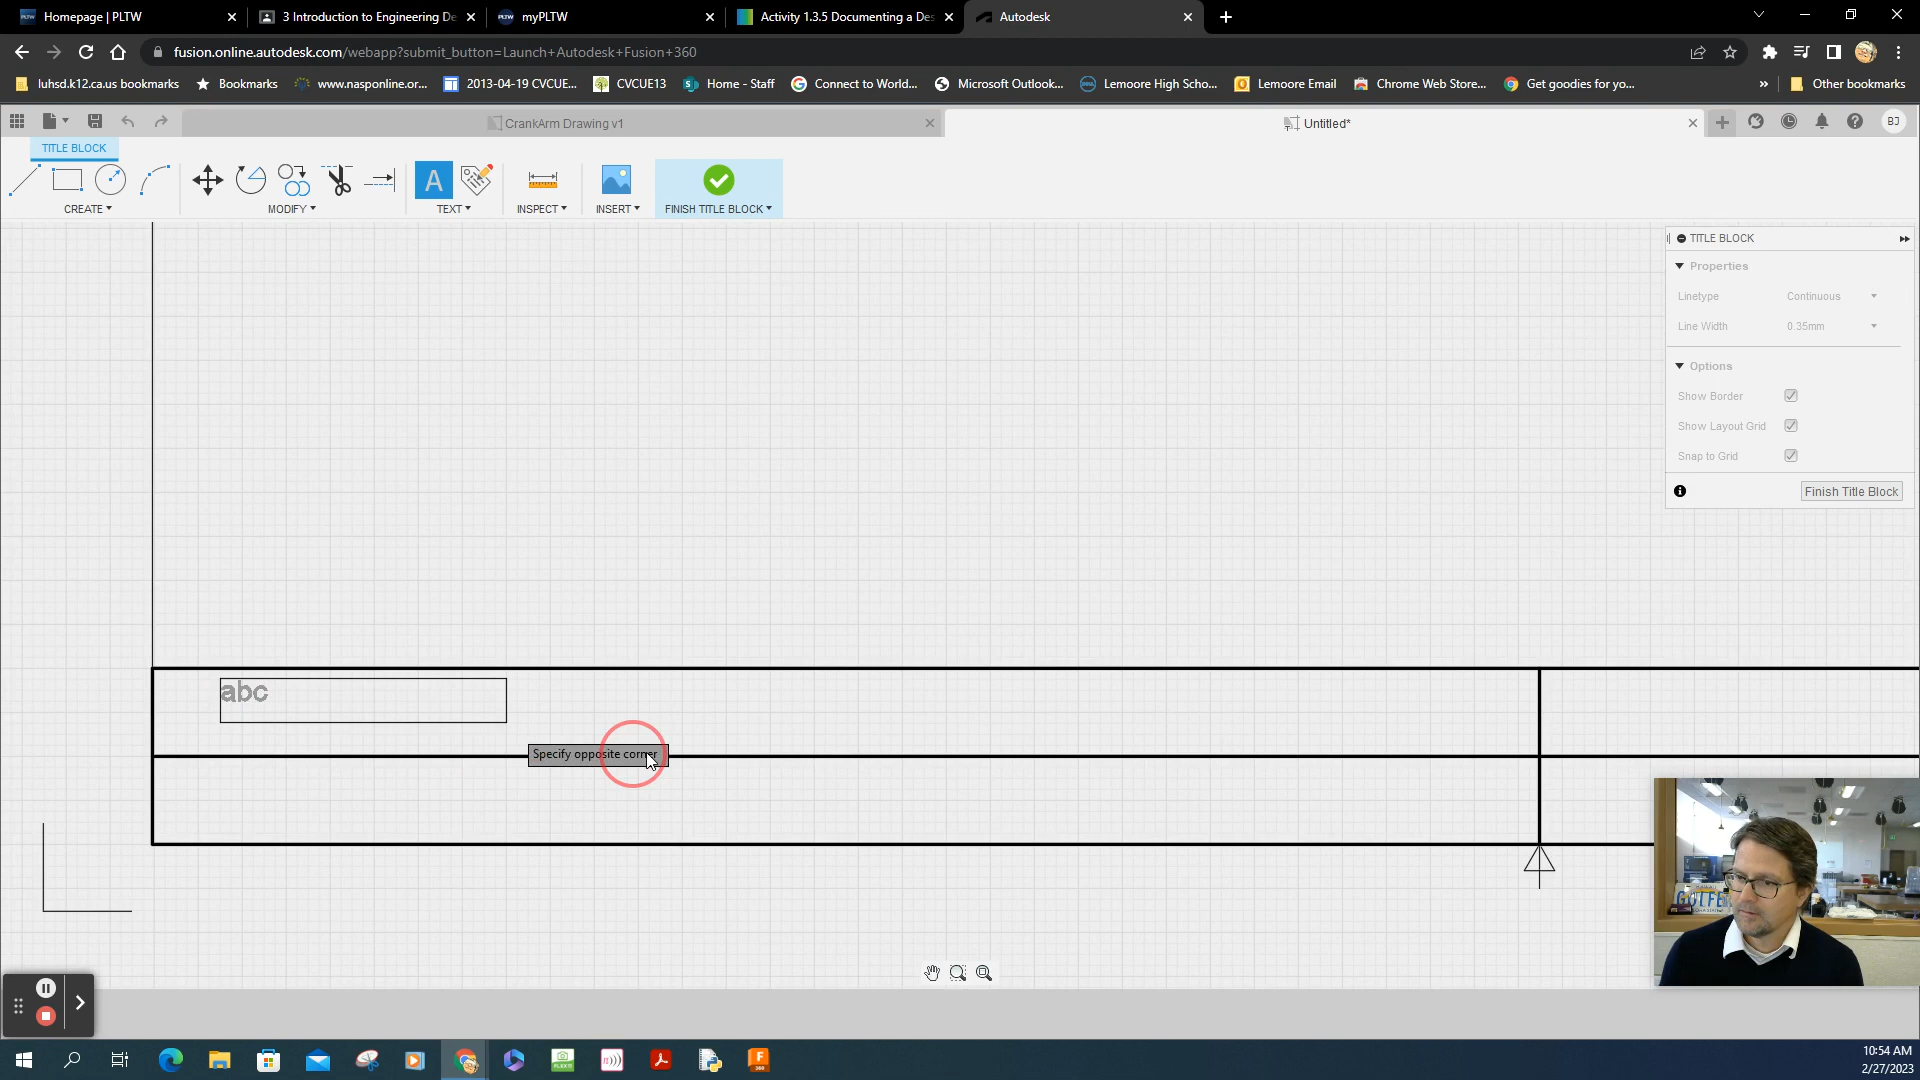 Homepage | PLTW
3 Introduction to Engineering De
myPLTW
Activity 1.3.5 Documenting a Des
Autodesk
fusion.online.autodesk.com/webapp?submit_button=Launch+Autodesk+Fusion+360
luhsd.k12.ca.us bookmarks
Bookmarks
www.nasponline.or...
2013-04-19 CVCUE...
CVCUE13
Home - Staff
Connect to World...
Microsoft Outlook...
Lemoore High Scho...
Lemoore Email
Chrome Web Store...
Get goodies for yo...
»
Other bookmarks
CrankArm Drawing v1
Untitled*
BJ
TITLE BLOCK
A
CREATE
MODIFY
TEXT
INSPECT
INSERT
FINISH TITLE BLOCK
TITLE BLOCK
Properties
Linetype Continuous
Line Width 0.35mm
Options
Show Border
Show Layout Grid
Snap to Grid
Finish Title Block
abc
Specify opposite corner
10:54 AM
2/27/2023